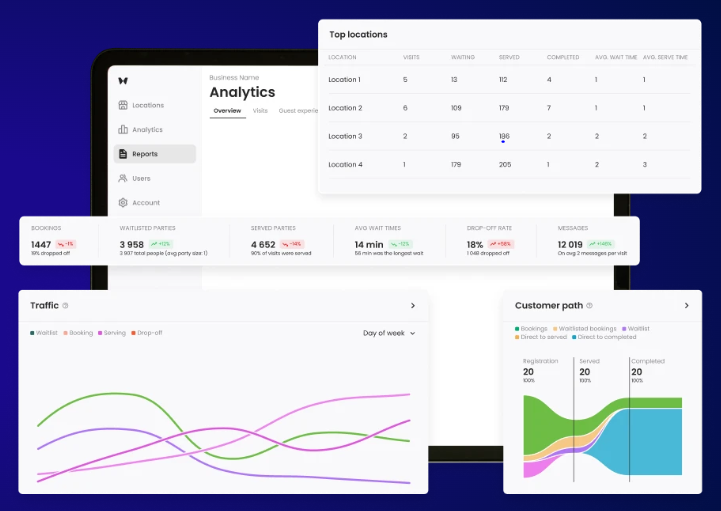 Top locations
LOCATION VISITS WAITING SERVED COMPLETED AVG. WAIT TIME AVG. SERVE TIME
Location 1 5 13 112 4 1 1
Location 2 6 109 179 7 1 1
Location 3 2 95 186 2 2 2
Location 4 1 179 205 1 2 3
Business Name
Analytics
Overview Visits Guest experie
Locations
Analytics
Reports
Users
Account
BOOKINGS WAITLISTED PARTIES SERVED PARTIES AVG WAIT TIMES DROP-OFF RATE MESSAGES
1447 -1% 3 958 +12% 4 652 -14% 14 min -12% 18% +58% 12 019 +146%
19% dropped off 3 937 total people (avg party size: 1) 90% of visits were served 56 min was the longest wait 1 048 dropped off On avg 2 messages per visit
Traffic
Waitlist Booking Serving Drop-off
Day of week
Customer path
Bookings Waitlisted bookings Waitlist
Direct to served Direct to completed
Registration Served Completed
20 20 20
100% 100% 100%